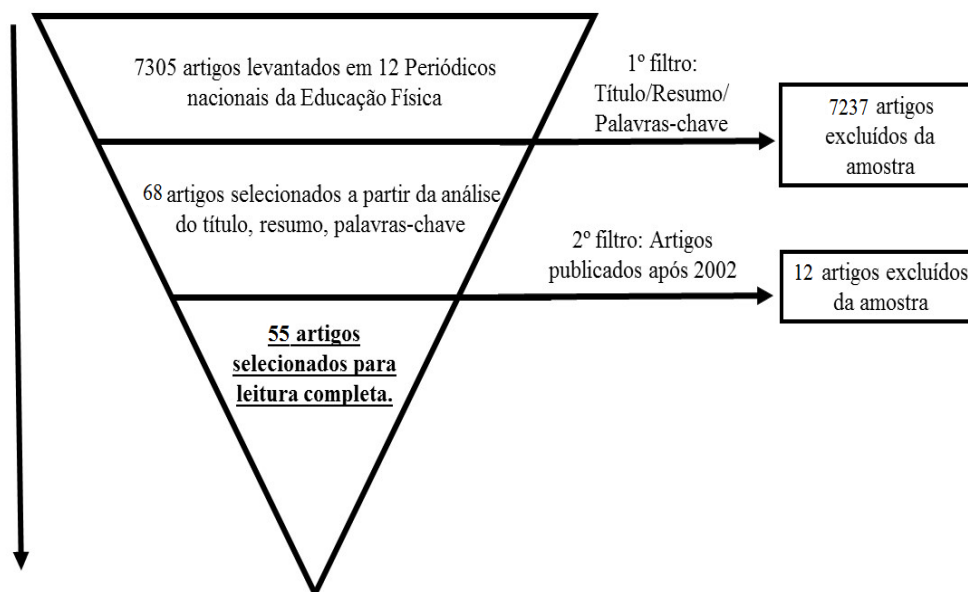 7305 artigos levantados em 12 Periódicos
nacionais da Educação Física
1º filtro:
Título/Resumo/
Palavras-chave
7237 artigos
excluídos da
amostra
68 artigos selecionados a partir da análise
do título, resumo, palavras-chave
2º filtro: Artigos
publicados após 2002
12 artigos excluídos
da amostra
55 artigos
selecionados para
leitura completa.